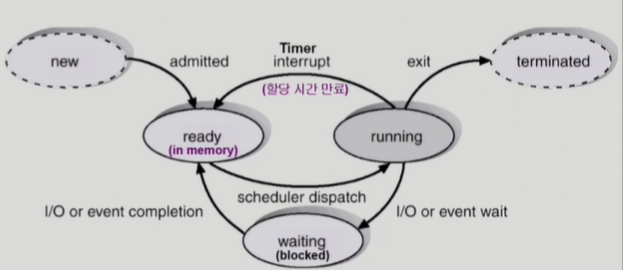 new
admitted
Timer
interrupt
(할당 시간 만료)
exit
terminated
ready
(in memory)
running
scheduler dispatch
I/O or event completion
I/O or event wait
waiting
(blocked)